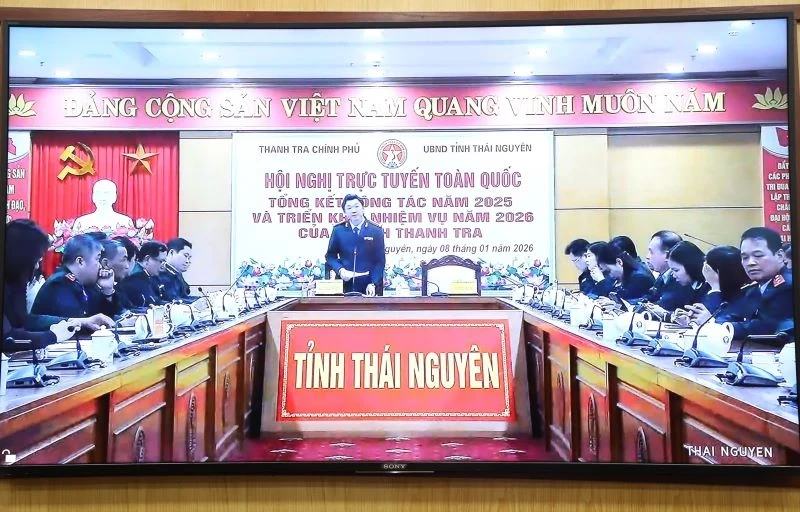 ĐẢNG CỘNG SẢN VIỆT NAM QUANG VINH MUÔN NĂM
THANH TRA CHÍNH PHỦ
UBND TỈNH THÁI NGUYÊN
HỘI NGHỊ TRỰC TUYẾN TOÀN QUỐC
TỔNG KẾT CÔNG TÁC NĂM 2025
VÀ TRIỂN KHAI NHIỆM VỤ NĂM 2026
CỦA THANH TRA
Nguyên, ngày 08 tháng 01 năm 2026
TỈNH THÁI NGUYÊN
THAI NGUYEN
SONY